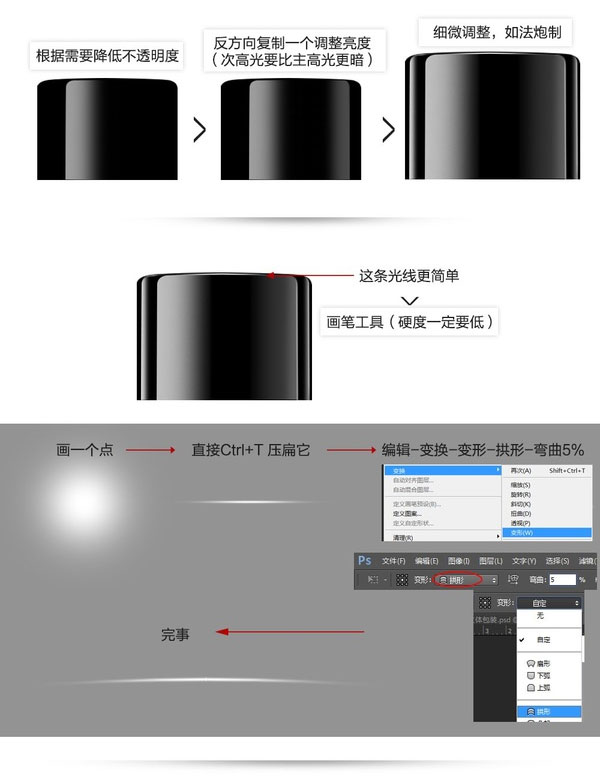 根据需要降低不透明度
反方向复制一个调整亮度
（次高光要比主高光更暗）
细微调整，如法炮制
这条光线更简单
画笔工具（硬度一定要低）
画一个点
直接Ctrl+T 压扁它
编辑-变换-变形-拱形-弯曲5%
变换
自动对齐图层...
自动混合图层...
定义画笔预设(B)...
定义图案...
定义自定形状...
清理(R)
再次(A) Shift+Ctrl+T
缩放(S)
旋转(R)
斜切(K)
扭曲(D)
透视(P)
变形(W)
Ps 文件(F) 编辑(E) 图像(I) 图层(L) 文字(Y) 选择(S) 滤镜
变形: 拱形 弯曲: 5 %
变形: 自定
无
体包装.psd
3 2
自定
扇形
下弧
上弧
拱形
完事